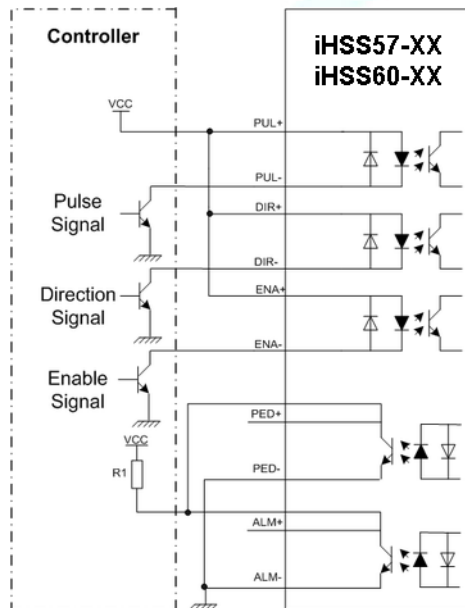 Controller
iHSS57-XX
iHSS60-XX
VCC
PUL+
PUL-
Pulse
Signal
DIR+
DIR-
Direction
Signal
ENA+
ENA-
Enable
Signal
PED+
VCC
R1
PED-
ALM+
ALM-